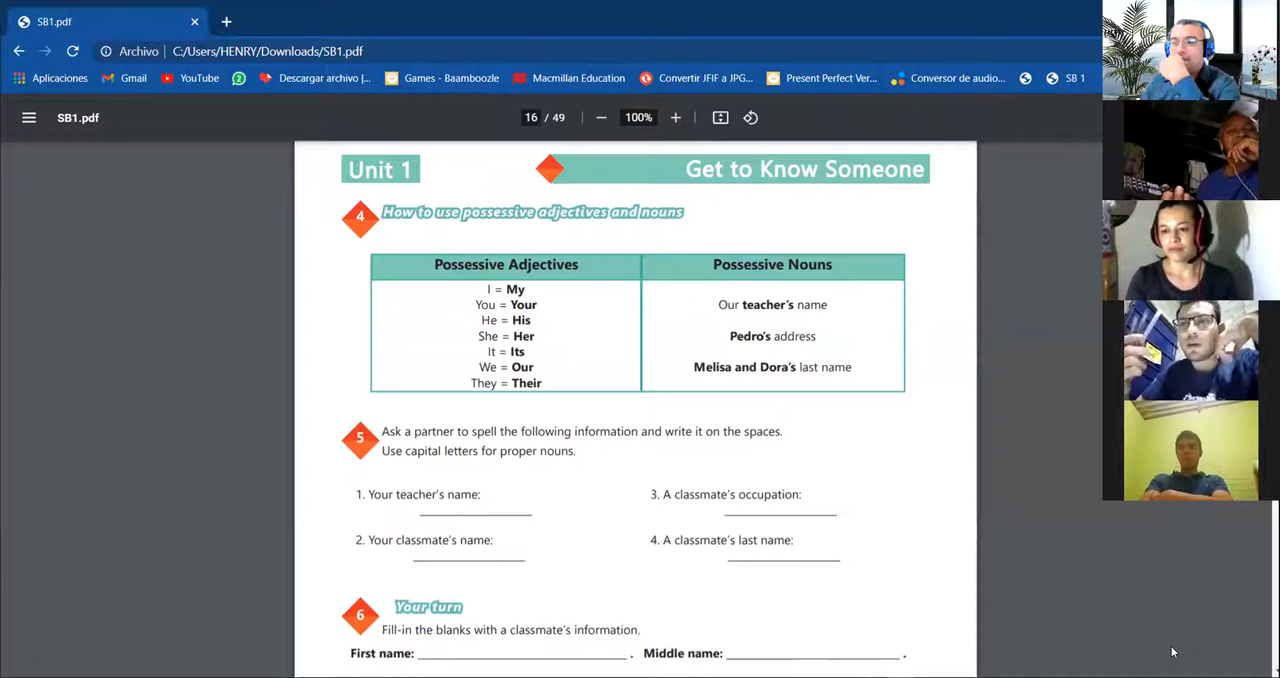 SB1.pdf
Archivo C:/Users/HENRY/Downloads/SB1.pdf
Aplicaciones Gmail YouTube 2 Descargar archivo |... Games - Baamboozle Macmillan Education Convertir JFIF a JPG... Present Perfect Ver... Conversor de audio... SB 1
SB1.pdf 16 / 49 100%
Unit 1 Get to Know Someone
4 How to use possessive adjectives and nouns
Possessive Adjectives Possessive Nouns
I = My
You = Your Our teacher's name
He = His
She = Her Pedro's address
It = Its
We = Our Melisa and Dora's last name
They = Their
5 Ask a partner to spell the following information and write it on the spaces.
Use capital letters for proper nouns.
1. Your teacher's name: 3. A classmate's occupation:
2. Your classmate's name: 4. A classmate's last name:
6 Your turn
Fill-in the blanks with a classmate's information.
First name: . Middle name: .